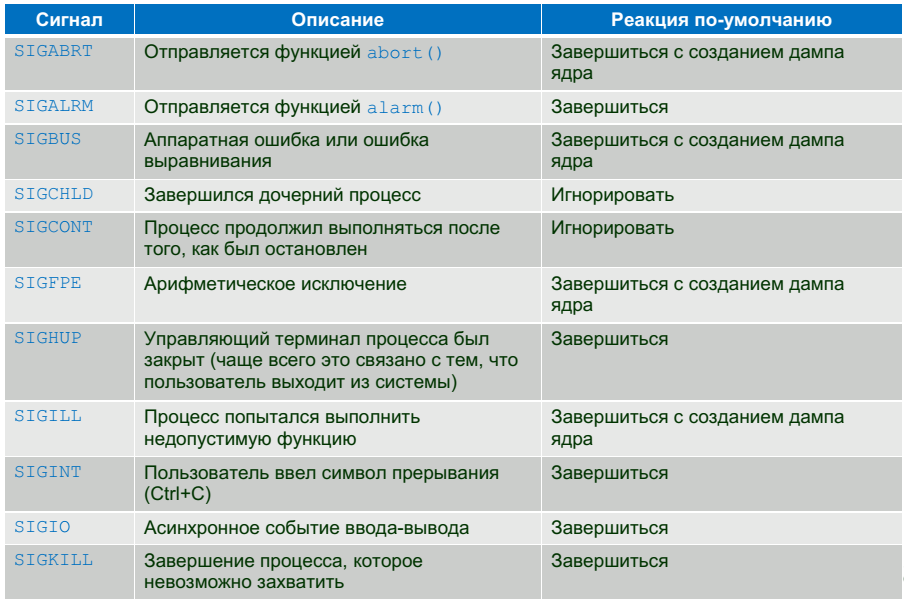 Сигнал Описание Реакция по-умолчанию
SIGABRT Отправляется функцией abort() Завершиться с созданием дампа
ядра
SIGALRM Отправляется функцией alarm() Завершиться
SIGBUS Аппаратная ошибка или ошибка Завершиться с созданием дампа
выравнивания ядра
SIGCHLD Завершился дочерний процесс Игнорировать
SIGCONT Процесс продолжил выполняться после Игнорировать
того, как был остановлен
SIGFPE Арифметическое исключение Завершиться с созданием дампа
ядра
SIGHUP Управляющий терминал процесса был Завершиться
закрыт (чаще всего это связано с тем, что
пользователь выходит из системы)
SIGILL Процесс попытался выполнить Завершиться с созданием дампа
недопустимую функцию ядра
SIGINT Пользователь ввел символ прерывания Завершиться
(Ctrl+C)
SIGIO Асинхронное событие ввода-вывода Завершиться
SIGKILL Завершение процесса, которое Завершиться
невозможно захватить